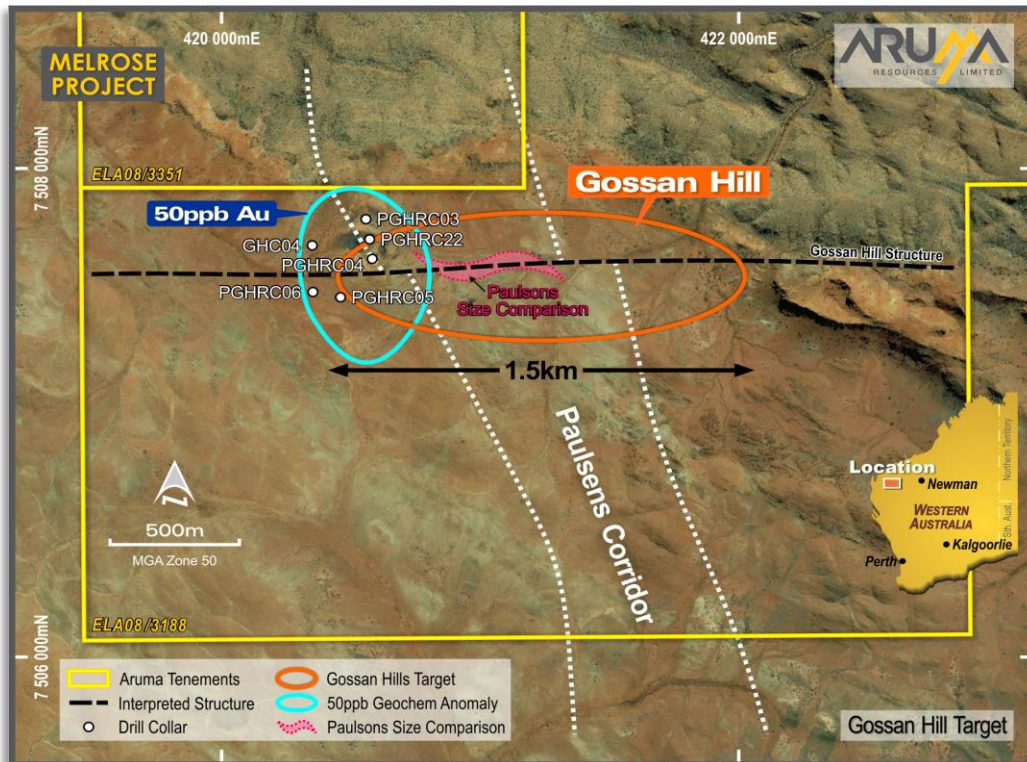 420 000mE
422 000mE
MELROSE
PROJECT
ARUMA
RESOURCES LIMITED
7 508 000mN
ELA08/3351
Gossan Hill
50ppb Au
PGHRC03
GHC04
PGHRC22
PGHRC04
Gossan Hill Structure
PGHRC06
PGHRC05
Paulsons
Size Comparison
1.5km
Paulsens Corridor
Location
Newman
WESTERN
AUSTRALIA
Kalgoorlie
Perth
Northern Territory
Sth. Aust.
500m
MGA Zone 50
ELA08/3188
7 506 000mN
Aruma Tenements
Gossan Hills Target
Interpreted Structure
50ppb Geochem Anomaly
Drill Collar
Paulsons Size Comparison
Gossan Hill Target